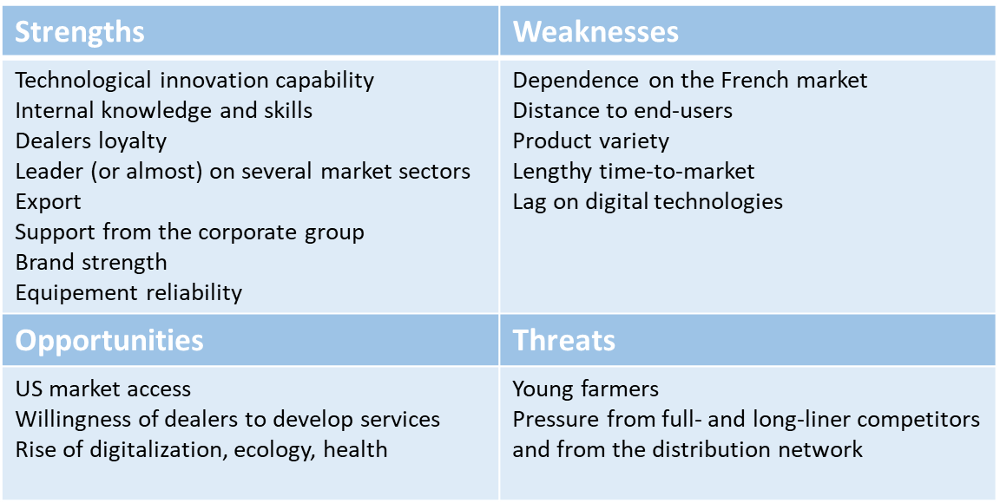 Strengths
Weaknesses
Technological innovation capability
Internal knowledge and skills
Dealers loyalty
Leader (or almost) on several market sectors
Export
Support from the corporate group
Brand strength
Equipement reliability
Dependence on the French market
Distance to end-users
Product variety
Lengthy time-to-market
Lag on digital technologies
Opportunities
Threats
US market access
Willingness of dealers to develop services
Rise of digitalization, ecology, health
Young farmers
Pressure from full- and long-liner competitors
and from the distribution network